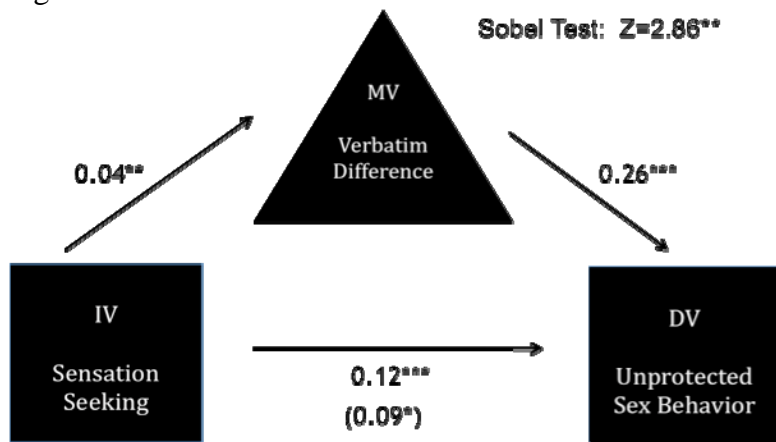 Sobel Test: Z=2.86**
MV
Verbatim
Difference
0.04**
0.26***
IV
Sensation
Seeking
0.12***
(0.09*)
DV
Unprotected
Sex Behavior